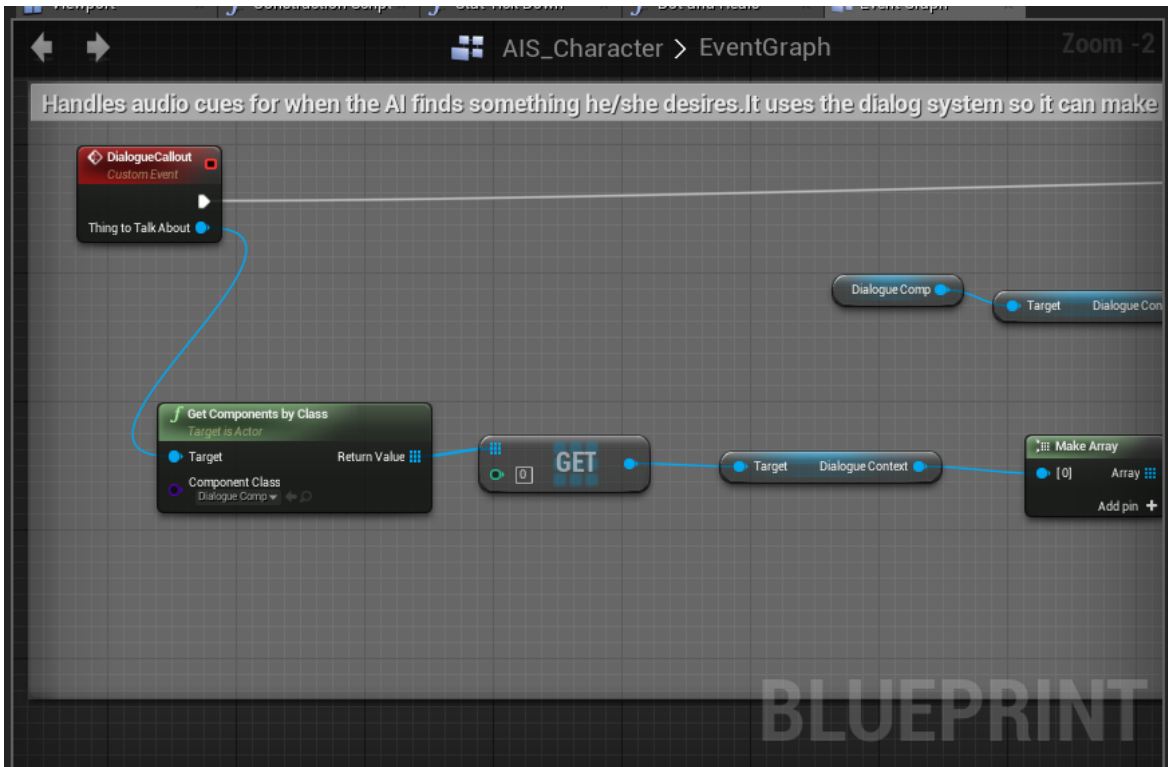 AIS_Character > EventGraph
Zoom -2
Handles audio cues for when the AI finds something he/she desires.It uses the dialog system so it can make
DialogueCallout
Custom Event
Thing to Talk About
Dialogue Comp
Target Dialogue Con
Get Components by Class
Target is Actor
Target Return Value
Component Class
Dialogue Comp
0
GET
Target Dialogue Context
Make Array
[0] Array
Add pin
BLUEPRINT